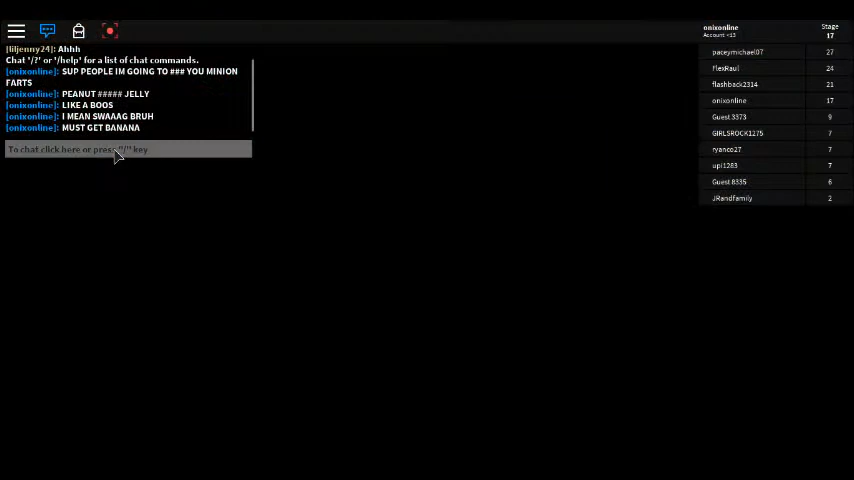 onixonline
Account <13
Stage
17
[liljenny24]: Ahhh
Chat '/?' or '/help' for a list of chat commands.
[onixonline]: SUP PEOPLE IM GOING TO ### YOU MINION
FARTS
[onixonline]: PEANUT ##### JELLY
[onixonline]: LIKE A BOOS
[onixonline]: I MEAN SWAAAG BRUH
[onixonline]: MUST GET BANANA
To chat click here or press "/" key
paceymichael07 27
FlexRaul 24
flashback2314 21
onixonline 17
Guest 3373 9
GIRLSROCK1275 7
ryanco27 7
upi1283 7
Guest 8335 6
JRandfamily 2